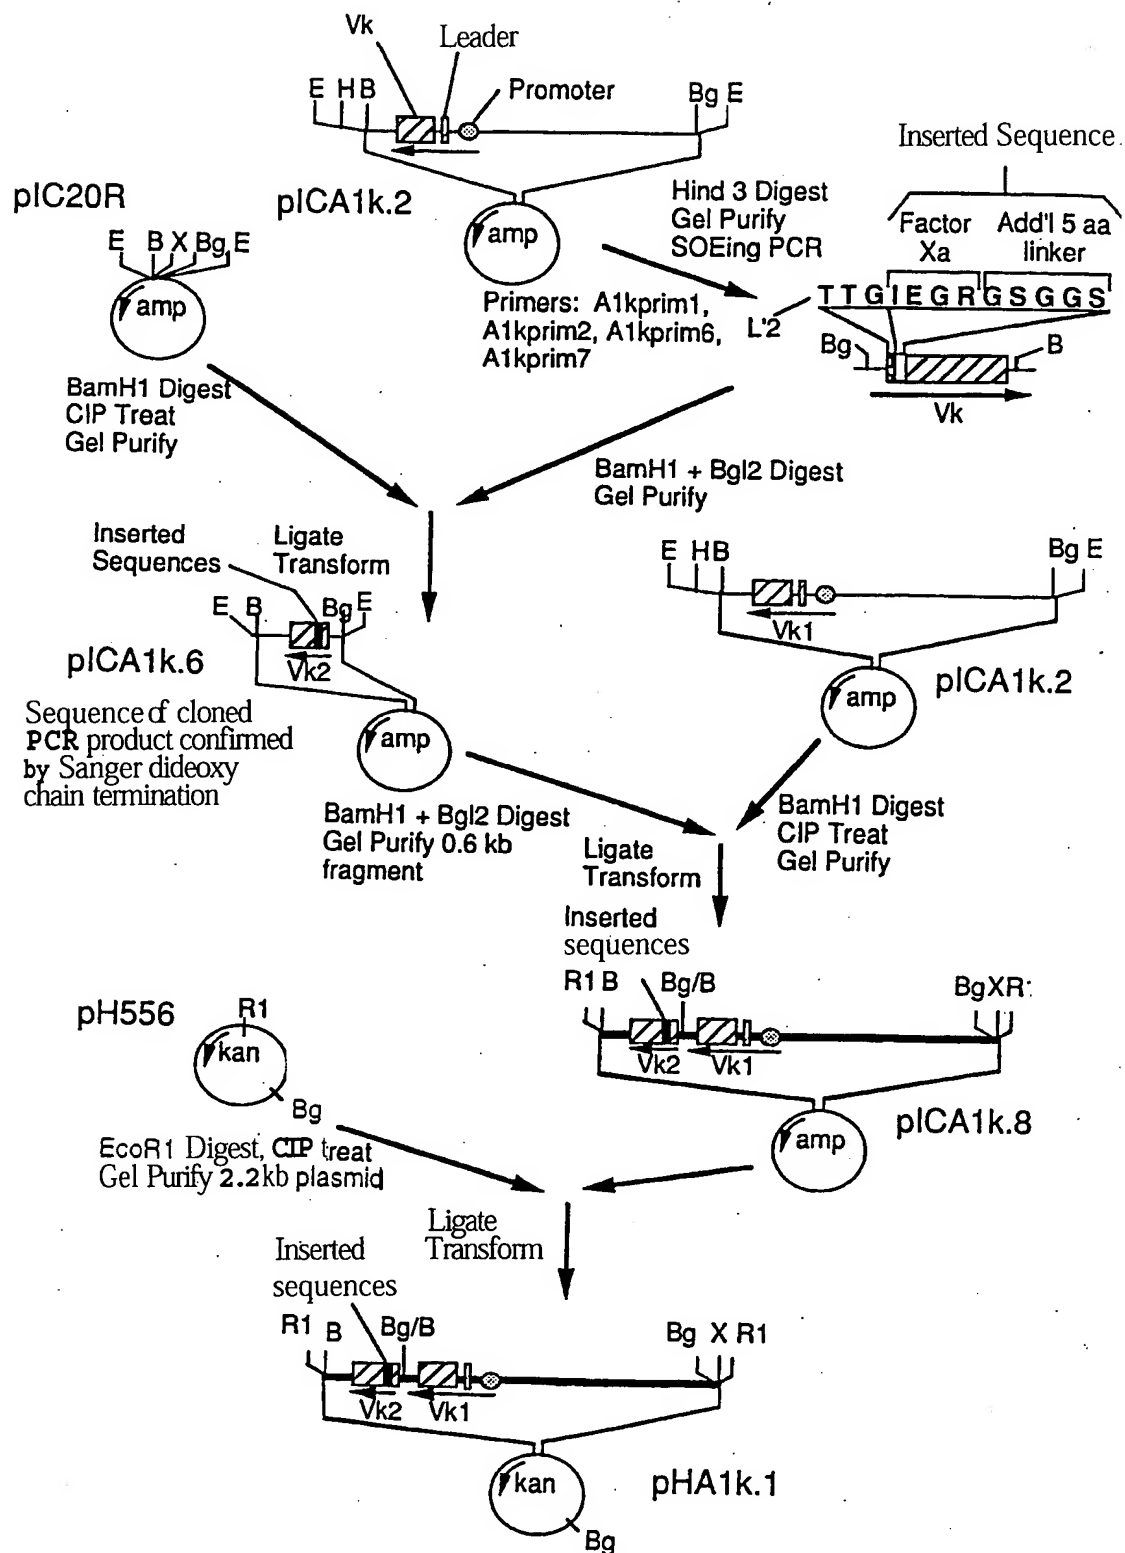 Vk
Leader
E H B
Promoter
Bg E
Inserted Sequence
pIC20R
pICA1k.2
amp
Hind 3 Digest
Gel Purify
SOEing PCR
Factor
Xa
Add'l 5 aa
linker
E B X Bg E
amp
Primers: A1kprim1,
A1kprim2, A1kprim6,
A1kprim7
L'2
T T G I E G R G S G G S
Bg
B
Vk
BamH1 Digest
CIP Treat
Gel Purify
BamH1 + Bgl2 Digest
Gel Purify
Inserted
Sequences
Ligate
Transform
E H B
Bg E
E B
Bg E
Vk1
pICA1k.6
Vk2
pICA1k.2
amp
Sequence of cloned
PCR product confirmed
by Sanger dideoxy
chain termination
amp
BamH1 + Bgl2 Digest
Gel Purify 0.6 kb
fragment
BamH1 Digest
CIP Treat
Gel Purify
Ligate
Transform
Inserted
sequences
R1 B
Bg/B
Bg X R1
pH556
R1
kan
Bg
Vk2
Vk1
pICA1k.8
amp
EcoR1 Digest, CIP treat
Gel Purify 2.2kb plasmid
Ligate
Transform
Inserted
sequences
R1 B
Bg/B
Bg X R1
Vk2
Vk1
kan
pHA1k.1
Bg